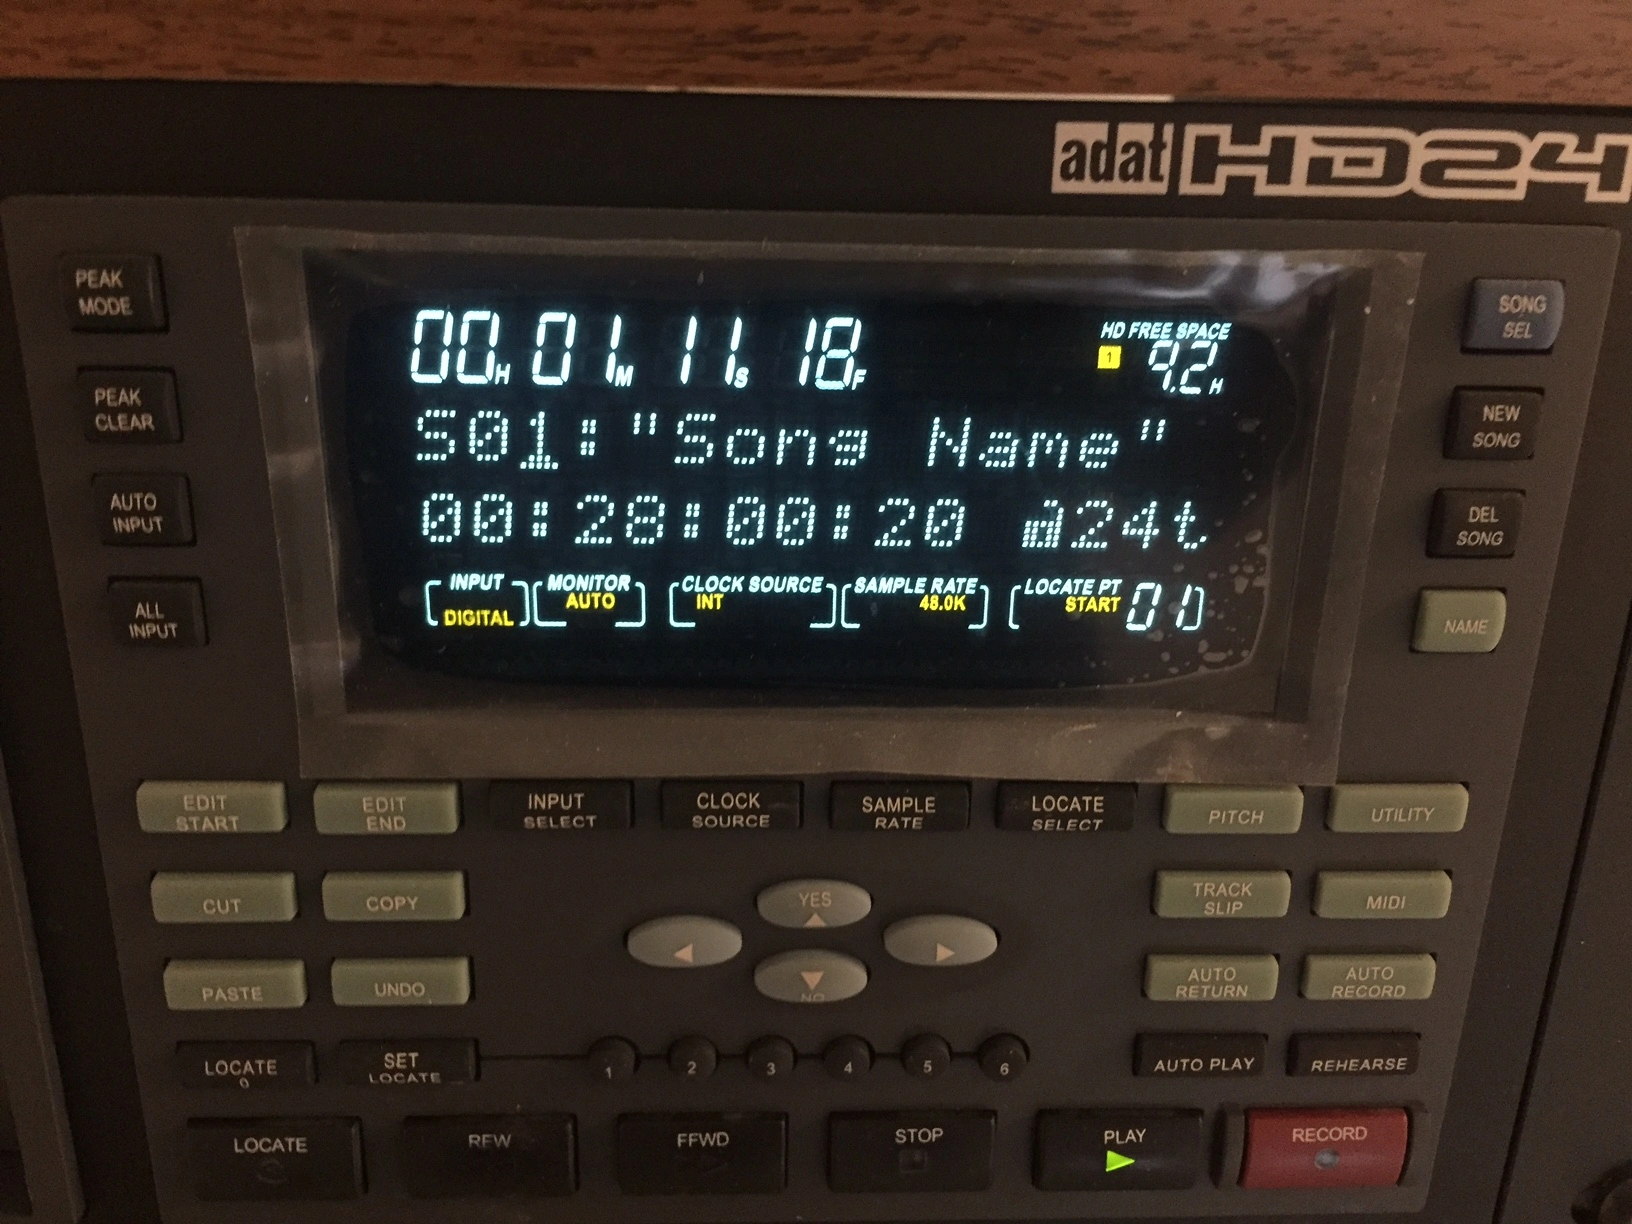 adat HD24
PEAK MODE
PEAK CLEAR
AUTO INPUT
ALL INPUT
00H 01M 11S 18F
HD FREE SPACE
1 9.2H
S01:"Song Name"
00:28:00:20 @24t
INPUT MONITOR CLOCK SOURCE SAMPLE RATE LOCATE PT
DIGITAL AUTO INT 48.0K START 01
SONG SEL
NEW SONG
DEL SONG
NAME
EDIT START
EDIT END
INPUT SELECT
CLOCK SOURCE
SAMPLE RATE
LOCATE SELECT
PITCH
UTILITY
CUT
COPY
YES
TRACK SLIP
MIDI
PASTE
UNDO
NO
AUTO RETURN
AUTO RECORD
LOCATE 0
SET LOCATE
1 2 3 4 5 6
AUTO PLAY
REHEARSE
LOCATE
REW
FFWD
STOP
PLAY
RECORD